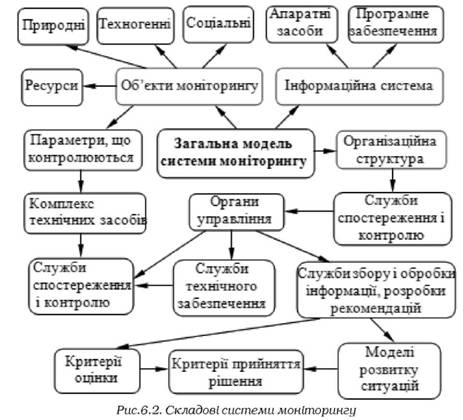 Природні
Техногенні
Соціальні
Апаратні
засоби
Програмне
забезпечення
Ресурси
Об'єкти моніторингу
Інформаційна система
Параметри, що
контролюються
Загальна модель
системи моніторингу
Організаційна
структура
Комплекс
технічних засобів
Органи
управління
Служби
спостереження і
контролю
Служби
спостереження
і контролю
Служби
технічного
забезпечення
Служби збору і обробки
інформації, розробки
рекомендацій
Критерії
оцінки
Критерії прийняття
рішення
Моделі
розвитку
ситуацій
Рис.6.2. Складові системи моніторингу